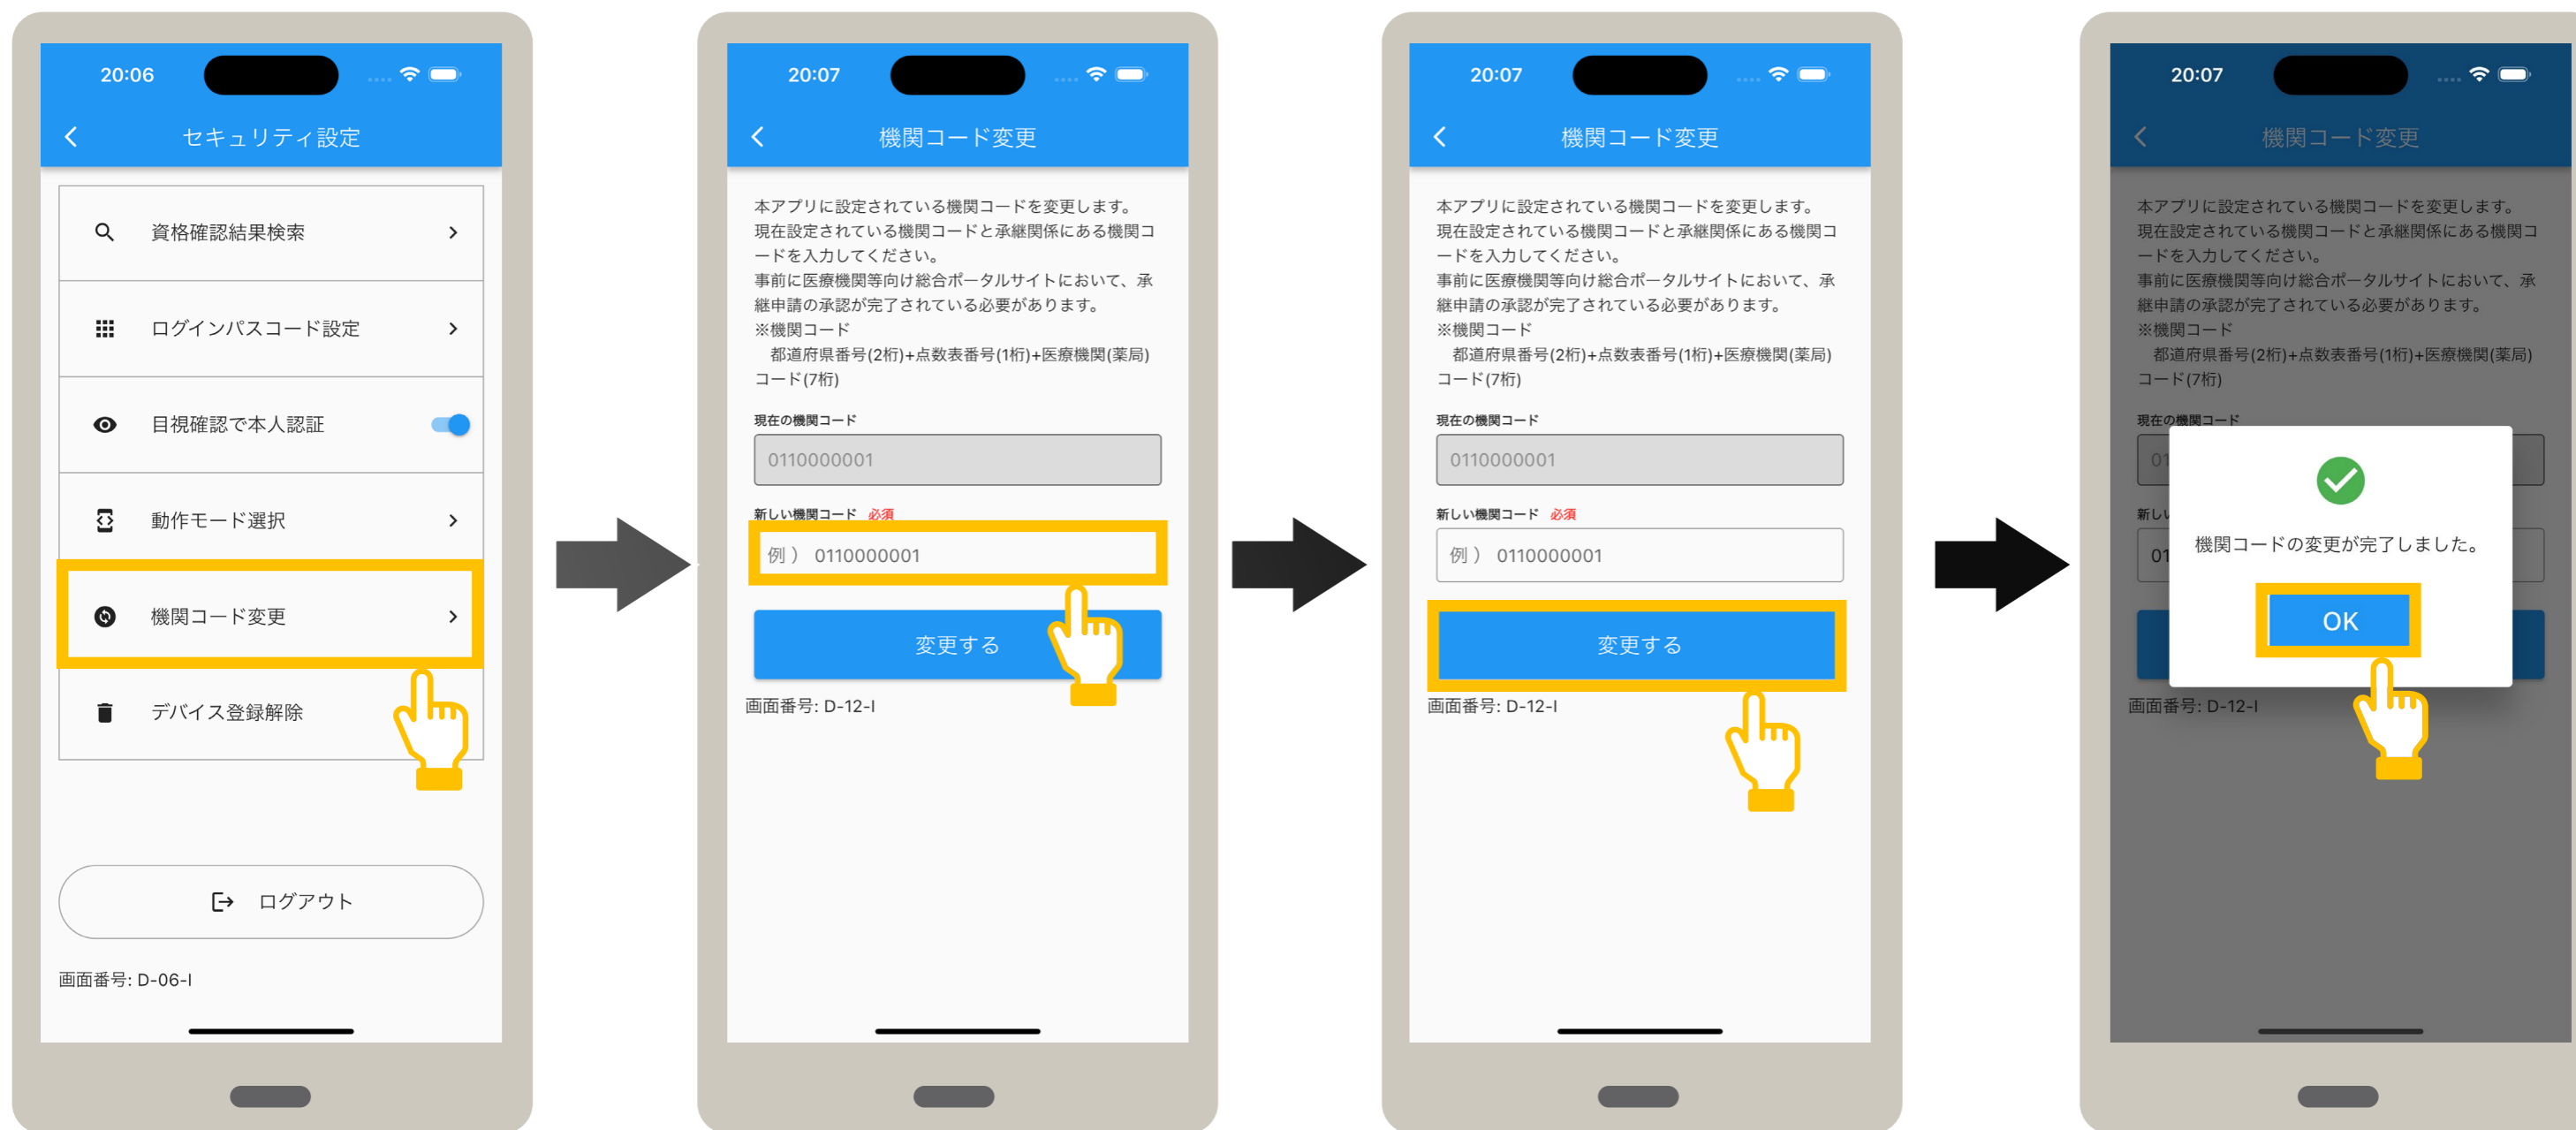 20:06
セキュリティ設定
資格確認結果検索
ログインパスコード設定
目視確認で本人認証
動作モード選択
機関コード変更
デバイス登録解除
ログアウト
画面番号: D-06-I
20:07
機関コード変更
本アプリに設定されている機関コードを変更します。
現在設定されている機関コードと承継関係にある機関コ
ードを入力してください。
事前に医療機関等向け総合ポータルサイトにおいて、承
継申請の承認が完了されている必要があります。
※機関コード
都道府県番号(2桁)+点数表番号(1桁)+医療機関(薬局)
コード(7桁)
現在の機関コード
0110000001
新しい機関コード 必須
例） 0110000001
変更する
画面番号: D-12-I
20:07
機関コード変更
本アプリに設定されている機関コードを変更します。
現在設定されている機関コードと承継関係にある機関コ
ードを入力してください。
事前に医療機関等向け総合ポータルサイトにおいて、承
継申請の承認が完了されている必要があります。
※機関コード
都道府県番号(2桁)+点数表番号(1桁)+医療機関(薬局)
コード(7桁)
現在の機関コード
0110000001
新しい機関コード 必須
例） 0110000001
変更する
画面番号: D-12-I
20:07
機関コード変更
本アプリに設定されている機関コードを変更します。
現在設定されている機関コードと承継関係にある機関コ
ードを入力してください。
事前に医療機関等向け総合ポータルサイトにおいて、承
継申請の承認が完了されている必要があります。
※機関コード
都道府県番号(2桁)+点数表番号(1桁)+医療機関(薬局)
コード(7桁)
現在の機関コード
01
新し
01
機関コードの変更が完了しました。
OK
画面番号: D-12-I